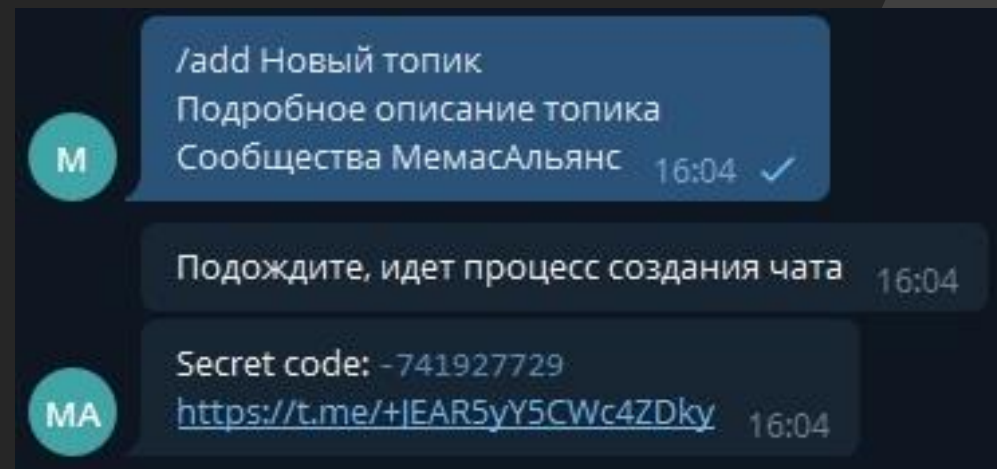 /add Новый топик
Подробное описание топика
М
Сообщества МемасАльянс 16:04
Подождите, идет процесс создания чата 16:04
Secret code: -741927729
МА
https://t.me/+JEAR5yY5CWc4ZDky 16:04